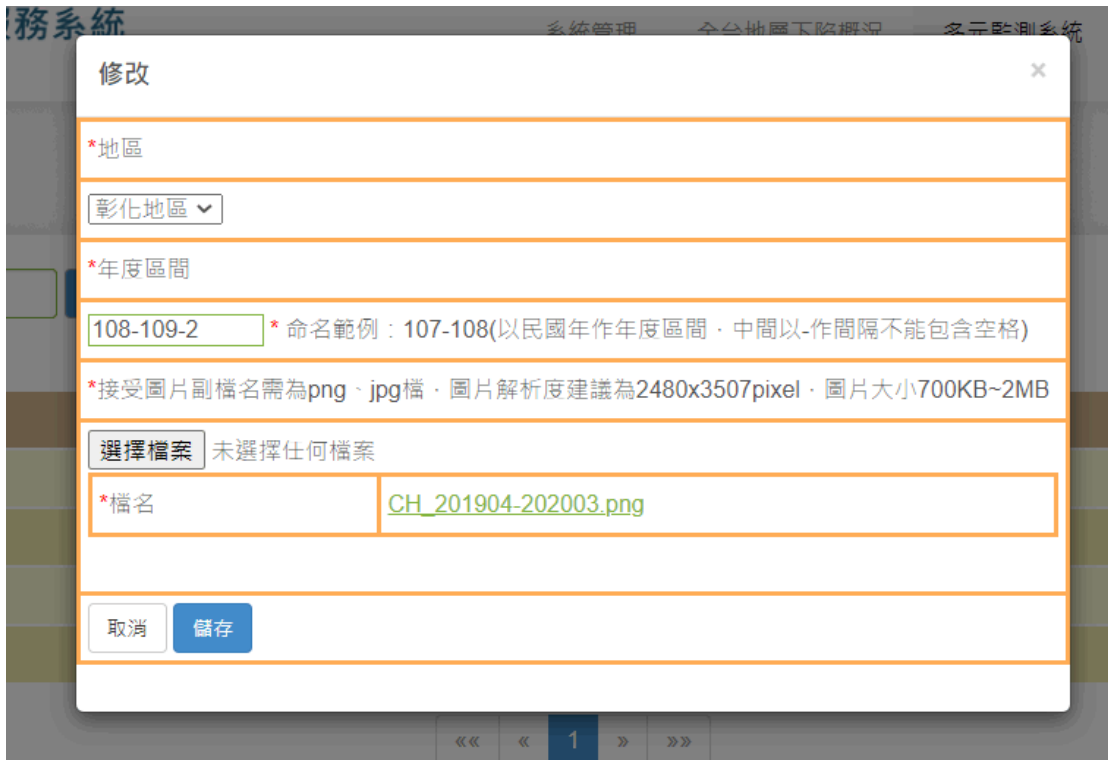 務系統
系統管理 全台地層下陷概況 多元監測系統
修改
×
*地區
彰化地區
*年度區間
108-109-2 * 命名範例：107-108(以民國年作年度區間，中間以-作間隔不能包含空格)
*接受圖片副檔名需為png、jpg檔，圖片解析度建議為2480x3507pixel，圖片大小700KB~2MB
選擇檔案 未選擇任何檔案
*檔名 CH_201904-202003.png
取消 儲存
«« « 1 » »»